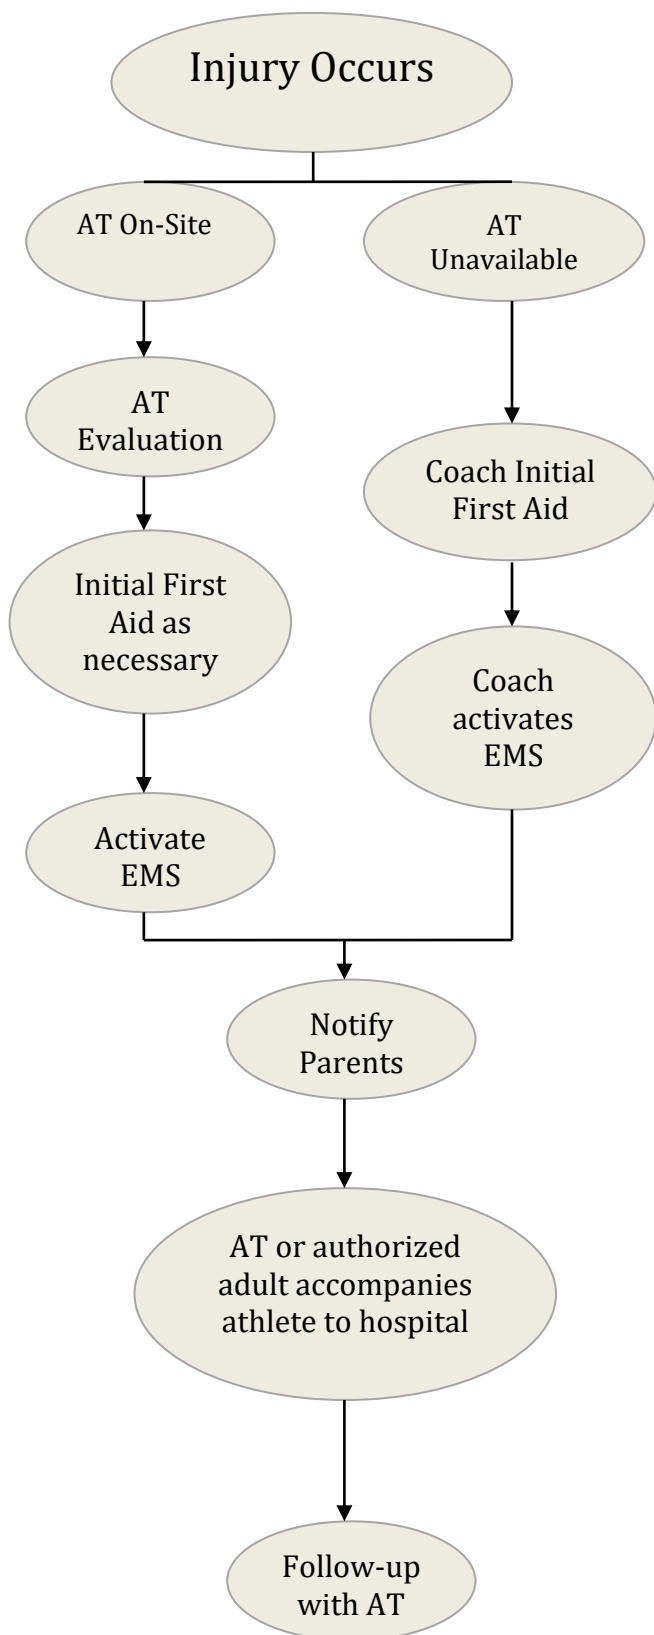 Injury Occurs
AT On-Site
AT
Unavailable
AT
Evaluation
Coach Initial
First Aid
Initial First
Aid as
necessary
Coach
activates
EMS
Activate
EMS
Notify
Parents
AT or authorized
adult accompanies
athlete to hospital
Follow-up
with AT